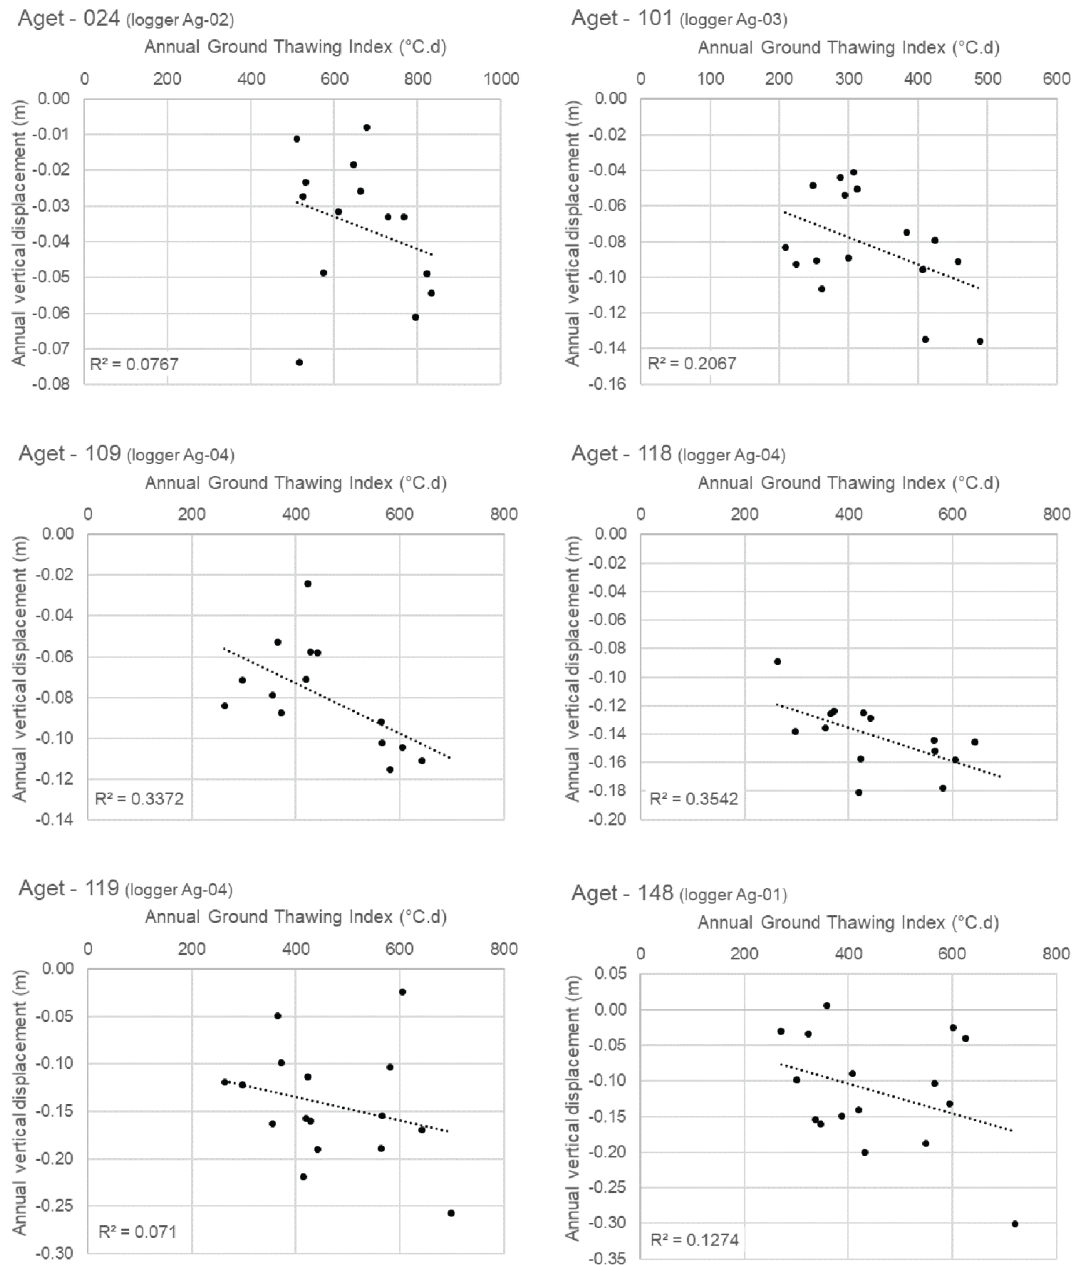 Aget - 024 (logger Ag-02)
Annual Ground Thawing Index (°C.d)
0 200 400 600 800 1000
Annual vertical displacement (m)
0.00
-0.01
-0.02
-0.03
-0.04
-0.05
-0.06
-0.07
-0.08
R² = 0.0767
Aget - 101 (logger Ag-03)
Annual Ground Thawing Index (°C.d)
0 100 200 300 400 500 600
Annual vertical displacement (m)
0.00
-0.02
-0.04
-0.06
-0.08
-0.10
-0.12
-0.14
-0.16
R² = 0.2067
Aget - 109 (logger Ag-04)
Annual Ground Thawing Index (°C.d)
0 200 400 600 800
Annual vertical displacement (m)
0.00
-0.02
-0.04
-0.06
-0.08
-0.10
-0.12
-0.14
R² = 0.3372
Aget - 118 (logger Ag-04)
Annual Ground Thawing Index (°C.d)
0 200 400 600 800
Annual vertical displacement (m)
0.00
-0.02
-0.04
-0.06
-0.08
-0.10
-0.12
-0.14
-0.16
-0.18
-0.20
R² = 0.3542
Aget - 119 (logger Ag-04)
Annual Ground Thawing Index (°C.d)
0 200 400 600 800
Annual vertical displacement (m)
0.00
-0.05
-0.10
-0.15
-0.20
-0.25
-0.30
R² = 0.071
Aget - 148 (logger Ag-01)
Annual Ground Thawing Index (°C.d)
0 200 400 600 800
Annual vertical displacement (m)
0.05
0.00
-0.05
-0.10
-0.15
-0.20
-0.25
-0.30
-0.35
R² = 0.1274